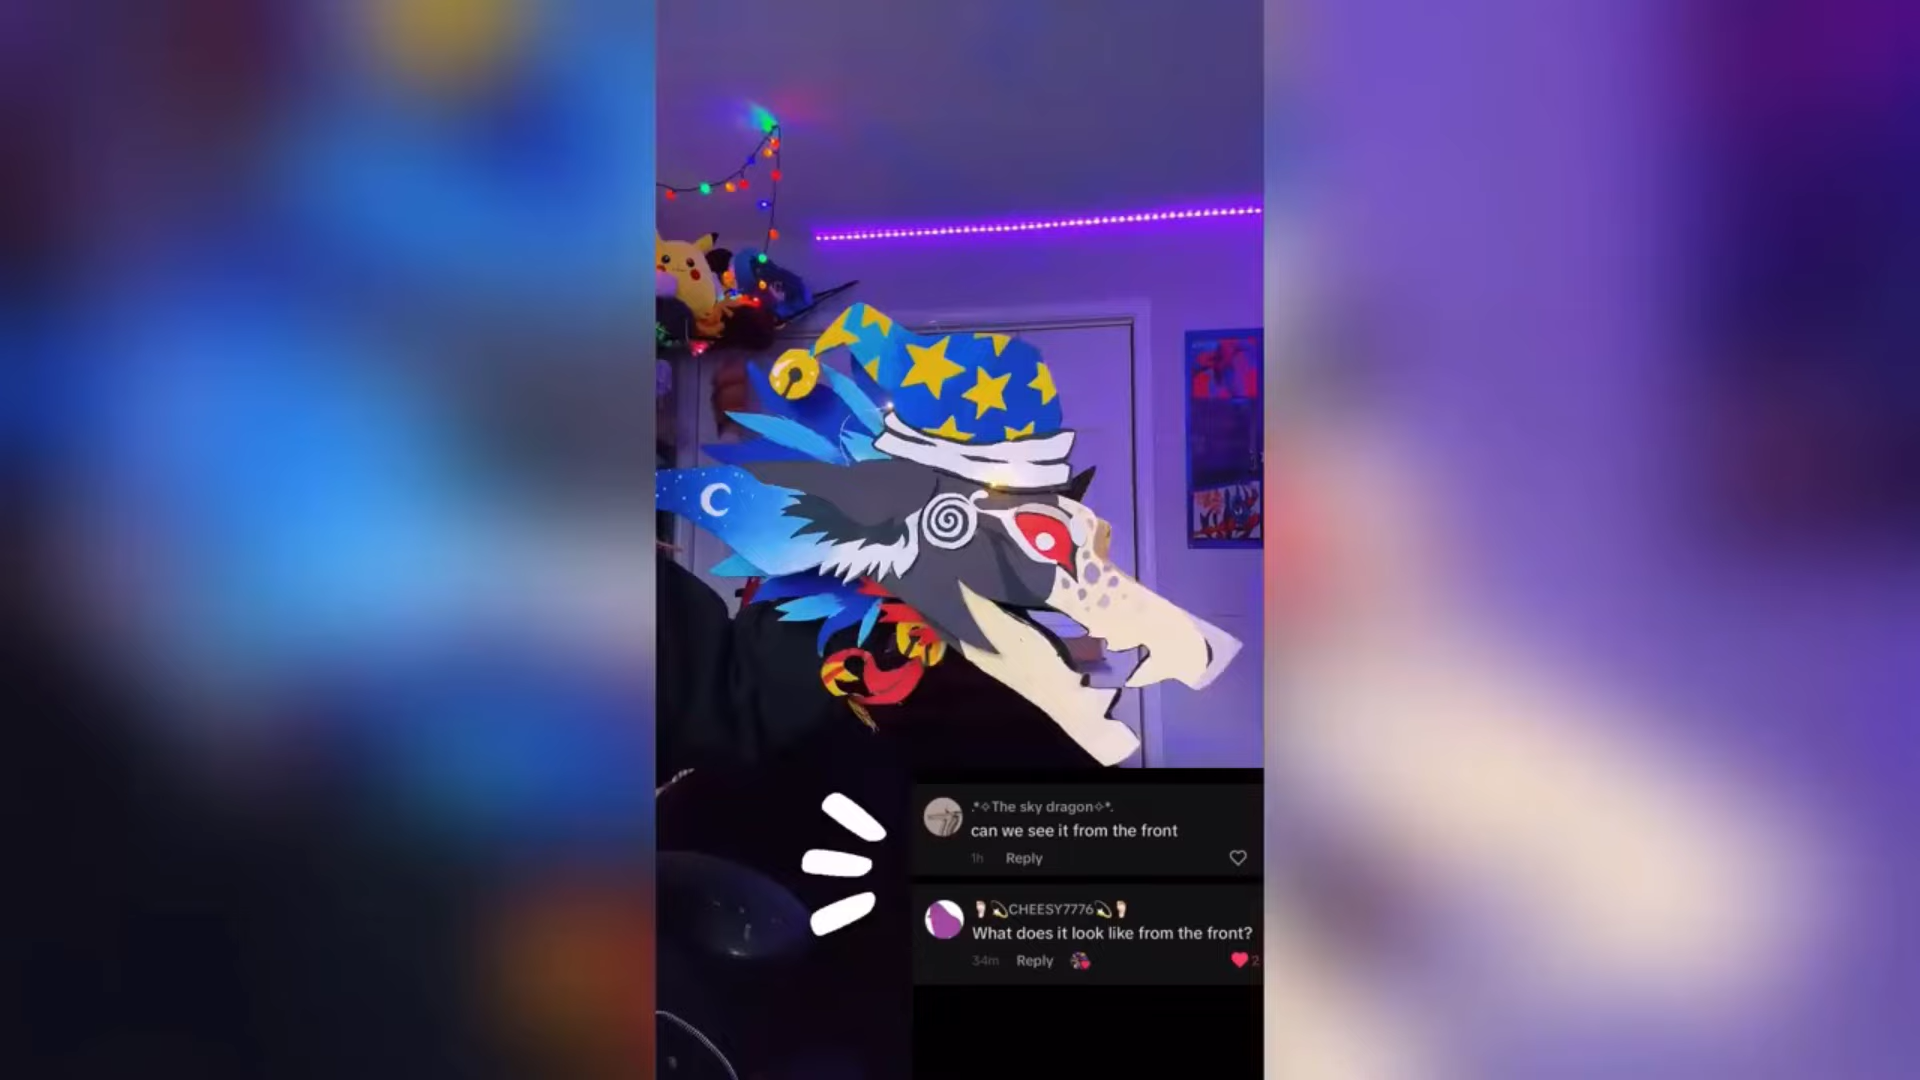 .*✧The sky dragon✧*.
can we see it from the front
1h Reply
🦷💫CHEESY7776💫🦷
What does it look like from the front?
34m Reply 2